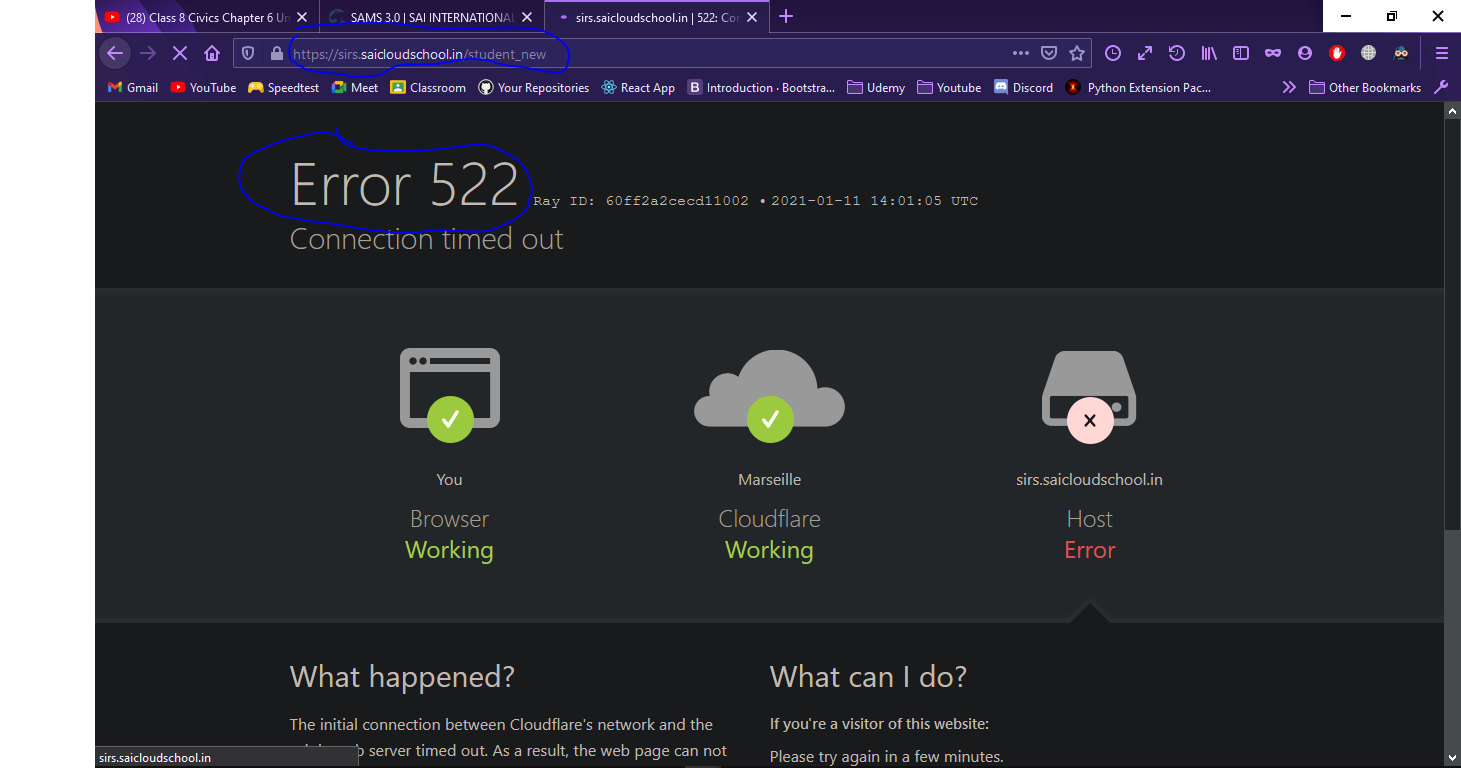 (28) Class 8 Civics Chapter 6 Un
SAMS 3.0 | SAI INTERNATIONAL
sirs.saicloudschool.in | 522: Con
https://sirs.saicloudschool.in/student_new
Gmail YouTube Speedtest Meet Classroom Your Repositories React App B Introduction · Bootstra... Udemy Youtube Discord Python Extension Pac... Other Bookmarks
Error 522 Ray ID: 60ff2a2cecd11002 • 2021-01-11 14:01:05 UTC
Connection timed out
You
Browser
Working
Marseille
Cloudflare
Working
sirs.saicloudschool.in
Host
Error
What happened?
The initial connection between Cloudflare's network and the
server timed out. As a result, the web page can not
What can I do?
If you're a visitor of this website:
Please try again in a few minutes.
sirs.saicloudschool.in